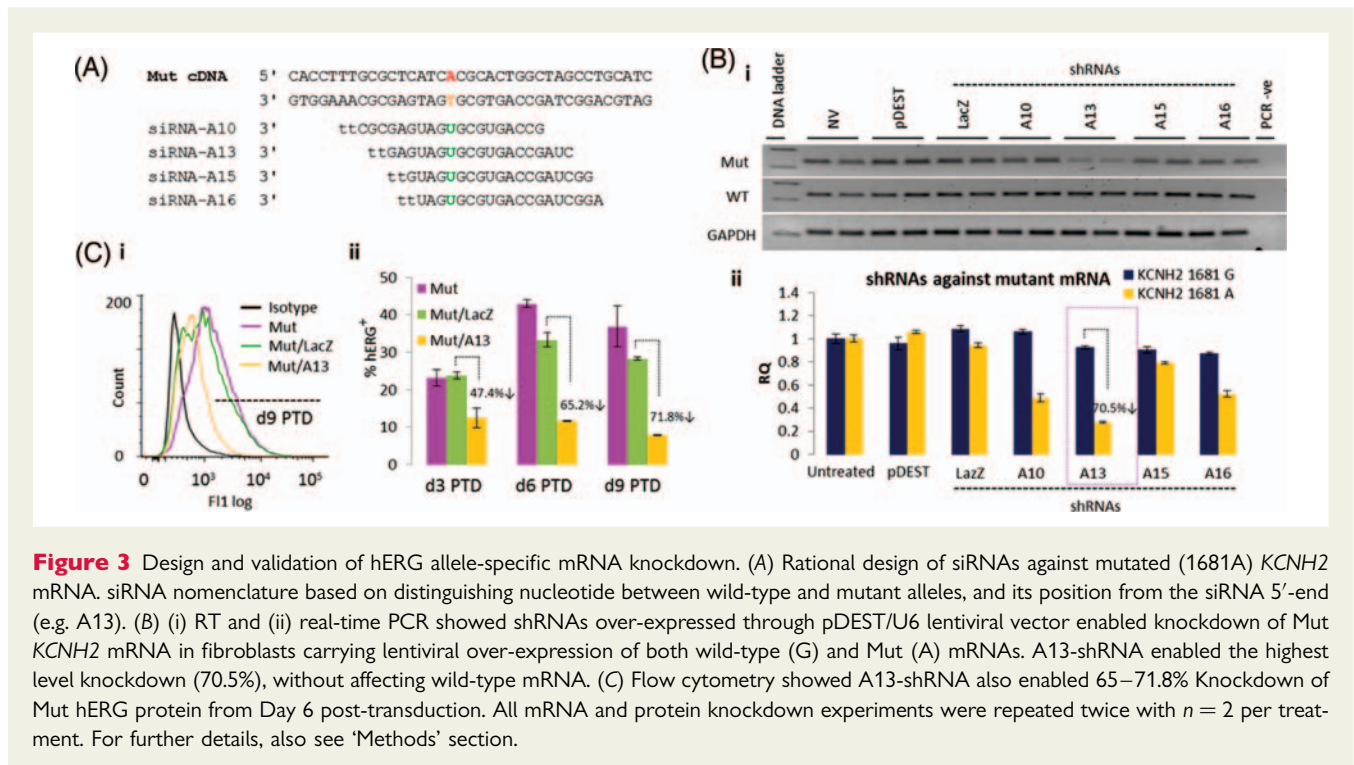 (A)
Mut cDNA 5' CACCTTTGCGCTCATCACGCACTGGCTAGCCTGCATC
3' GTGGAAACGCGAGTAGTGCGTGACCGATCGGACGTAG
siRNA-A10 3' ttCGCGAGUAGUGCGUGACCG
siRNA-A13 3' ttGAGUAGUGCGUGACCGAUC
siRNA-A15 3' ttGUAGUGCGUGACCGAUCGG
siRNA-A16 3' ttUAGUGCGUGACCGAUCGGA
(B) i
shRNAs
DNA ladder NV pDEST LacZ A10 A13 A15 A16 PCR -ve
Mut
WT
GAPDH
(C) i
200
Count
0
Isotype
Mut
Mut/LacZ
Mut/A13
d9 PTD
0 10³ 10⁴ 10⁵
Fl1 log
ii
% hERG⁺
50
40
30
20
10
0
Mut
Mut/LacZ
Mut/A13
47.4%↓
65.2%↓
71.8%↓
d3 PTD d6 PTD d9 PTD
ii
shRNAs against mutant mRNA
KCNH2 1681 G
KCNH2 1681 A
RQ
1.4
1.2
1
0.8
0.6
0.4
0.2
0
70.5%↓
Untreated pDEST LazZ A10 A13 A15 A16
shRNAs
Figure 3 Design and validation of hERG allele-specific mRNA knockdown. (A) Rational design of siRNAs against mutated (1681A) KCNH2
mRNA. siRNA nomenclature based on distinguishing nucleotide between wild-type and mutant alleles, and its position from the siRNA 5′-end
(e.g. A13). (B) (i) RT and (ii) real-time PCR showed shRNAs over-expressed through pDEST/U6 lentiviral vector enabled knockdown of Mut
KCNH2 mRNA in fibroblasts carrying lentiviral over-expression of both wild-type (G) and Mut (A) mRNAs. A13-shRNA enabled the highest
level knockdown (70.5%), without affecting wild-type mRNA. (C) Flow cytometry showed A13-shRNA also enabled 65–71.8% Knockdown of
Mut hERG protein from Day 6 post-transduction. All mRNA and protein knockdown experiments were repeated twice with n = 2 per treat-
ment. For further details, also see ‘Methods’ section.